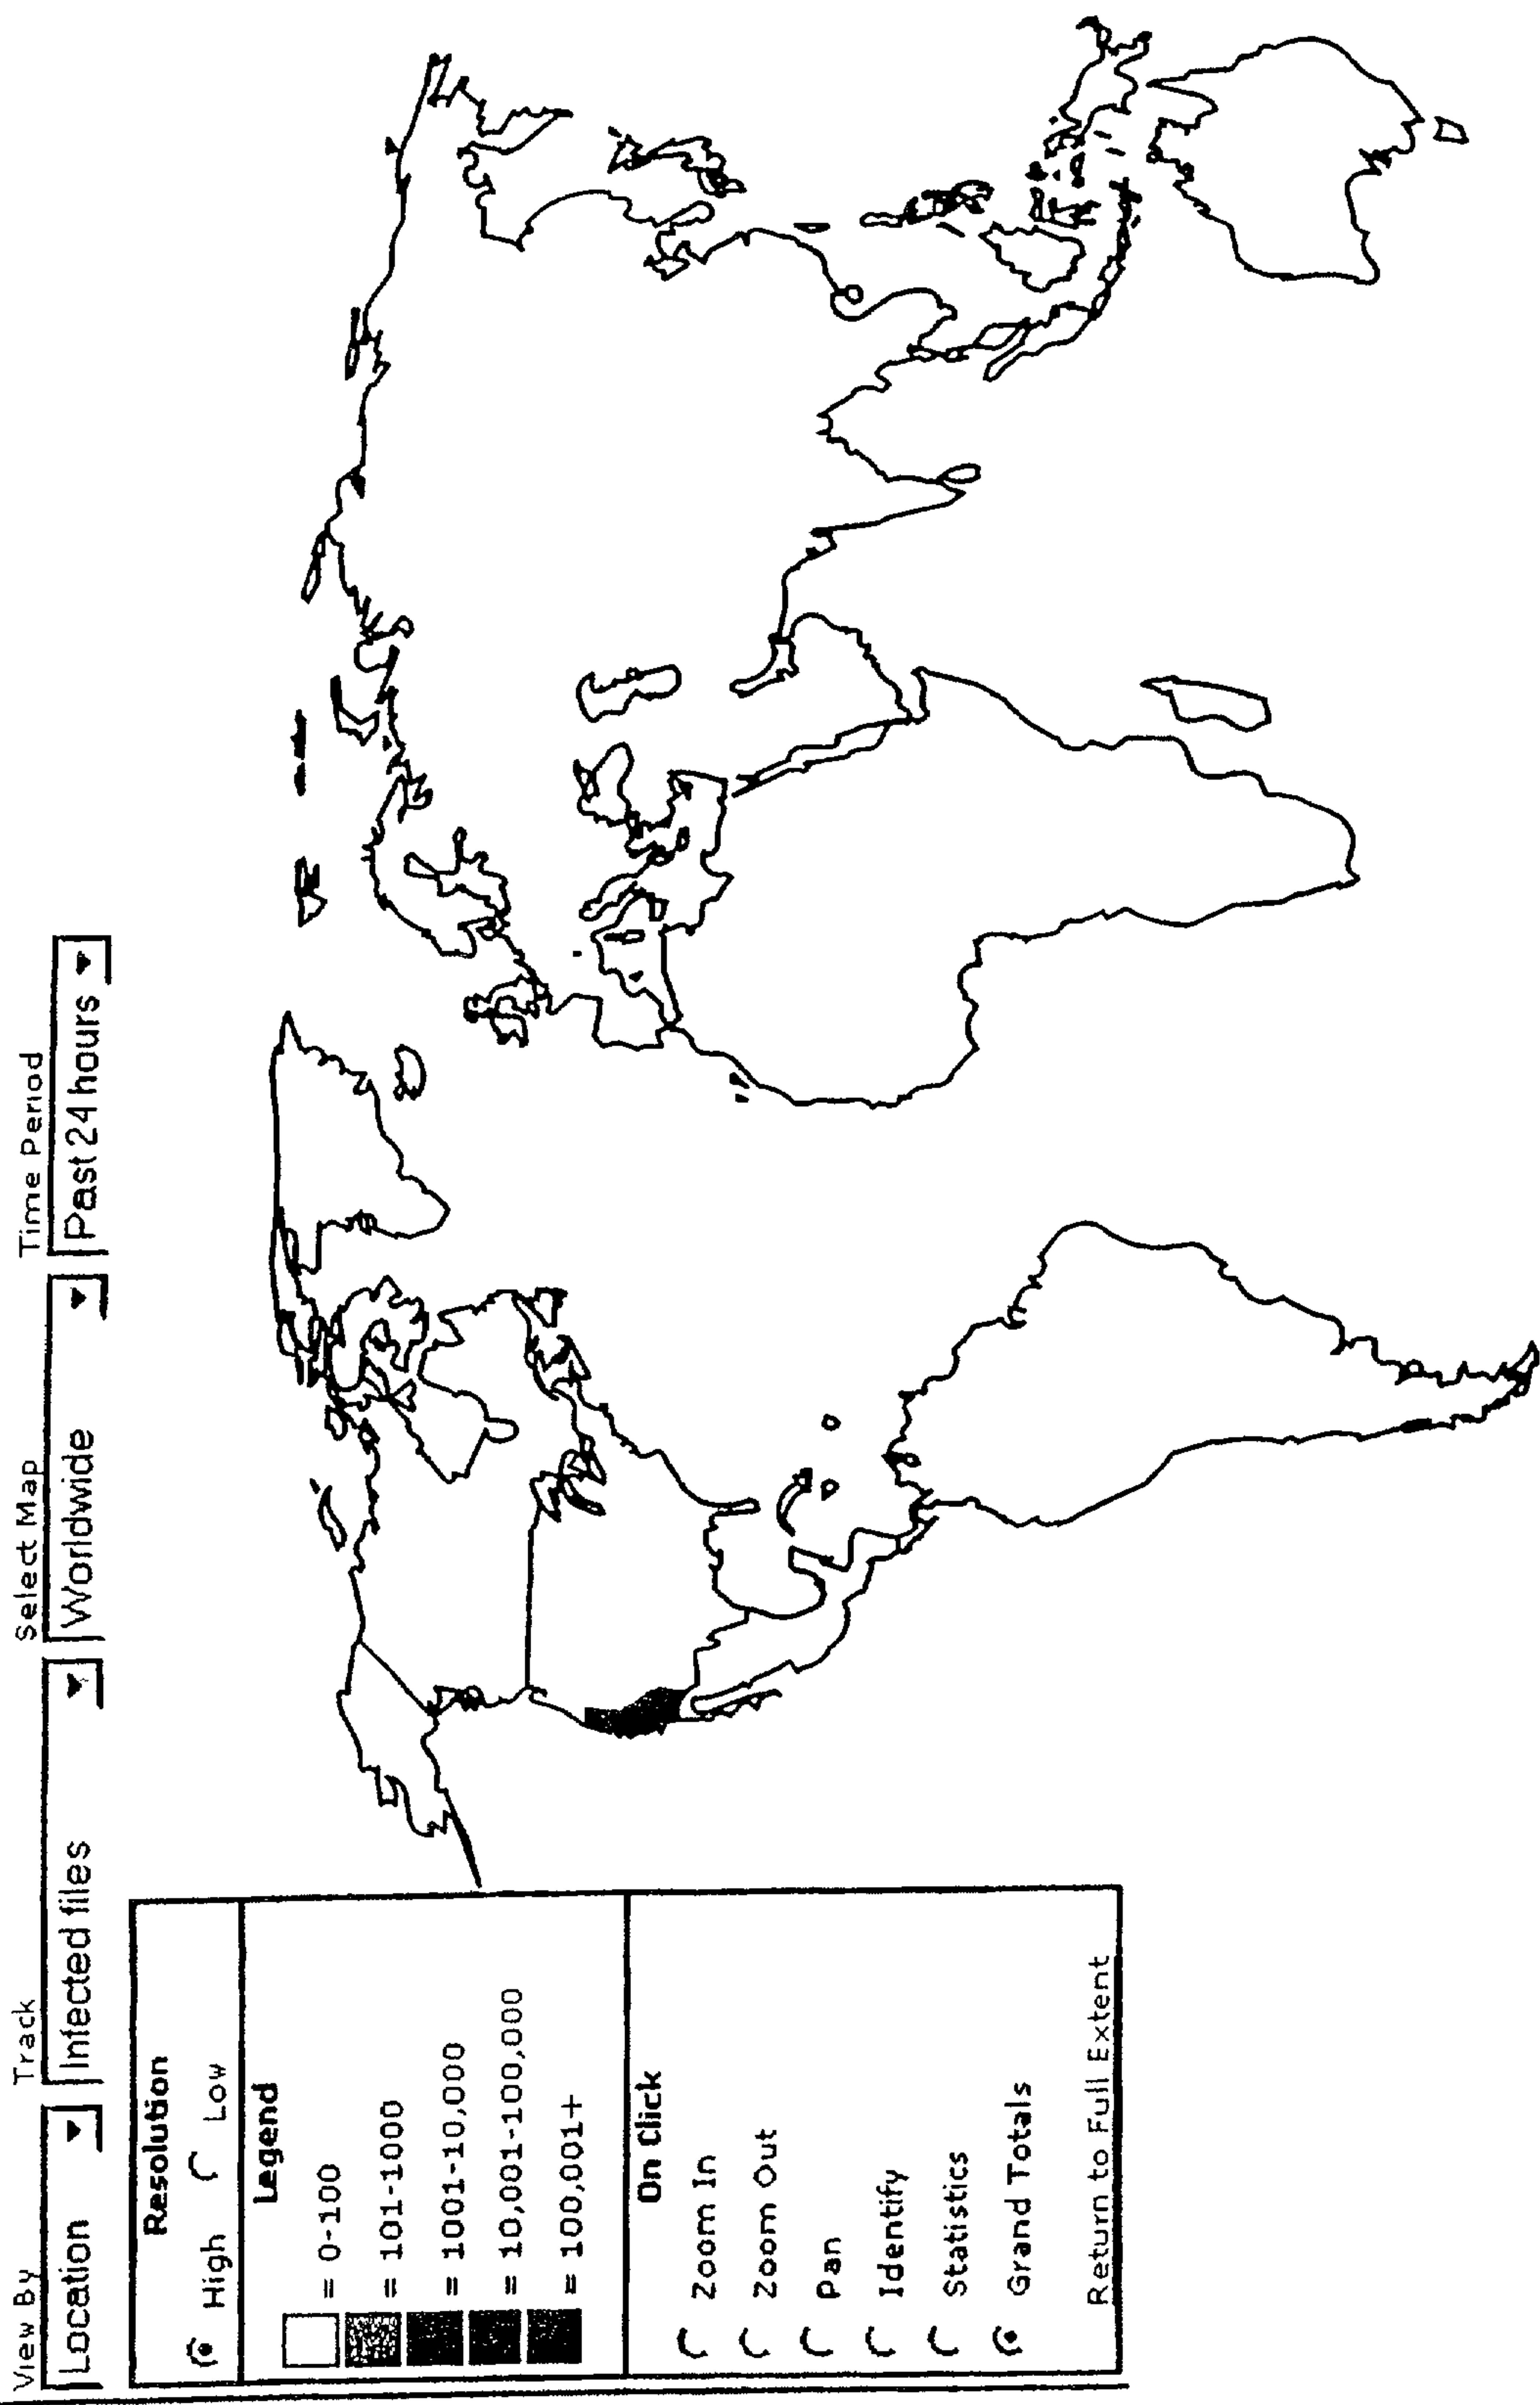 View By Track Select Map Time Period
Location Infected files Worldwide Past 24 hours
Resolution
High Low
Legend
= 0-100
= 101-1000
= 1001-10,000
= 10,001-100,000
= 100,001+
On Click
Zoom In
Zoom Out
Pan
Identify
Statistics
Grand Totals
Return to Full Extent